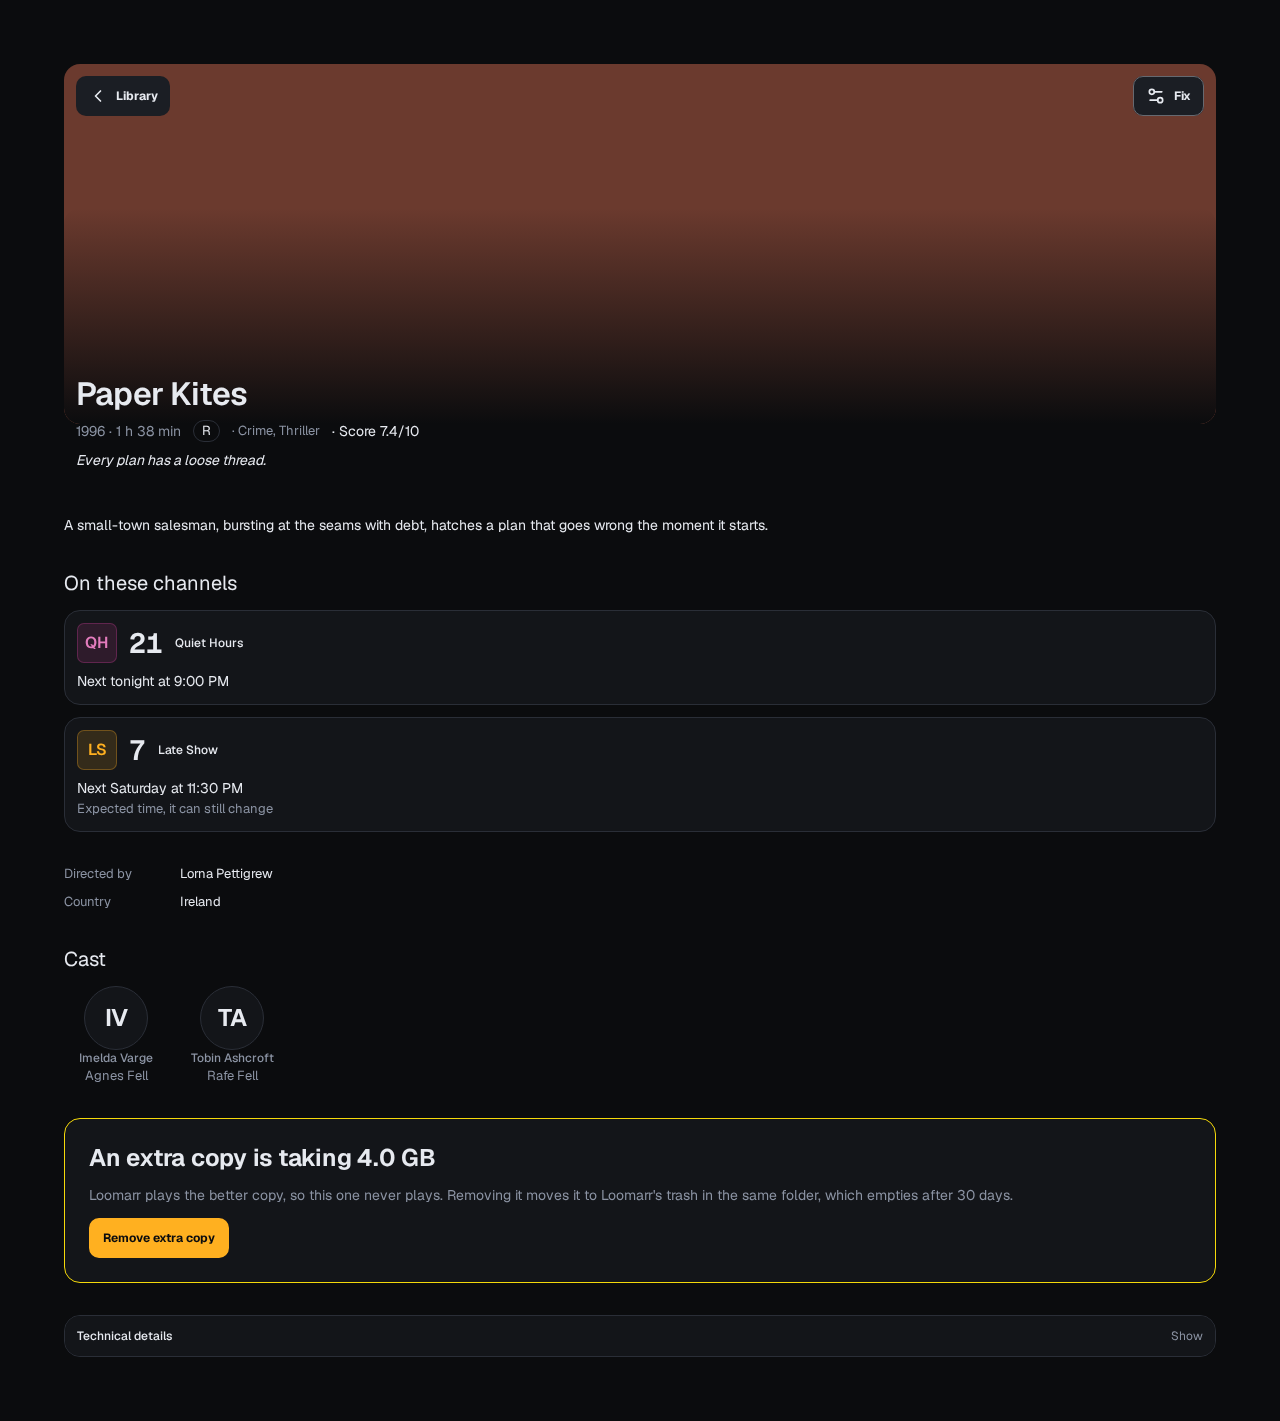 Library
Fix
Paper Kites
1996 · 1 h 38 min R · Crime, Thriller · Score 7.4/10
Every plan has a loose thread.
A small-town salesman, bursting at the seams with debt, hatches a plan that goes wrong the moment it starts.
On these channels
QH 21 Quiet Hours
Next tonight at 9:00 PM
LS 7 Late Show
Next Saturday at 11:30 PM
Expected time, it can still change
Directed by Lorna Pettigrew
Country Ireland
Cast
IV TA
Imelda Varge Tobin Ashcroft
Agnes Fell Rafe Fell
An extra copy is taking 4.0 GB
Loomarr plays the better copy, so this one never plays. Removing it moves it to Loomarr's trash in the same folder, which empties after 30 days.
Remove extra copy
Technical details Show